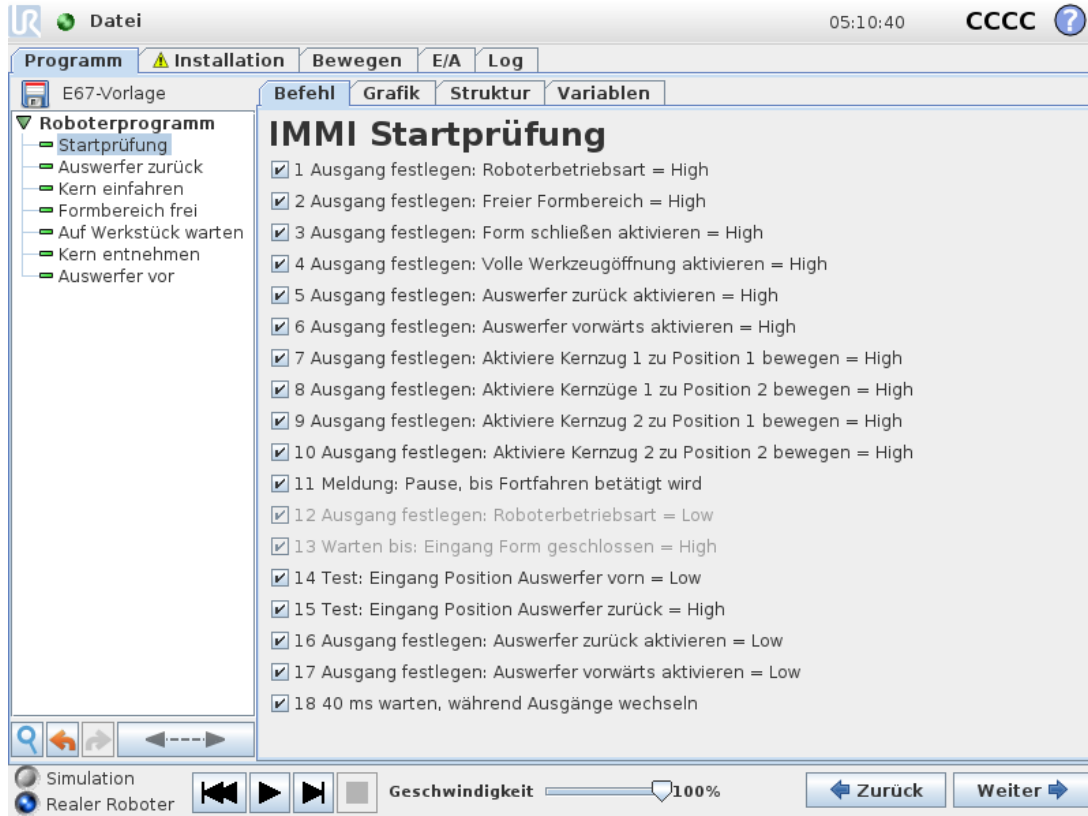 UR Datei 05:10:40 CCCC ?
Programm Installation Bewegen E/A Log
E67-Vorlage
Befehl Grafik Struktur Variablen
Roboterprogramm
Startprüfung
Auswerfer zurück
Kern einfahren
Formbereich frei
Auf Werkstück warten
Kern entnehmen
Auswerfer vor
IMMI Startprüfung
1 Ausgang festlegen: Roboterbetriebsart = High
2 Ausgang festlegen: Freier Formbereich = High
3 Ausgang festlegen: Form schließen aktivieren = High
4 Ausgang festlegen: Volle Werkzeugöffnung aktivieren = High
5 Ausgang festlegen: Auswerfer zurück aktivieren = High
6 Ausgang festlegen: Auswerfer vorwärts aktivieren = High
7 Ausgang festlegen: Aktiviere Kernzug 1 zu Position 1 bewegen = High
8 Ausgang festlegen: Aktiviere Kernzüge 1 zu Position 2 bewegen = High
9 Ausgang festlegen: Aktiviere Kernzug 2 zu Position 1 bewegen = High
10 Ausgang festlegen: Aktiviere Kernzug 2 zu Position 2 bewegen = High
11 Meldung: Pause, bis Fortfahren betätigt wird
12 Ausgang festlegen: Roboterbetriebsart = Low
13 Warten bis: Eingang Form geschlossen = High
14 Test: Eingang Position Auswerfer vorn = Low
15 Test: Eingang Position Auswerfer zurück = High
16 Ausgang festlegen: Auswerfer zurück aktivieren = Low
17 Ausgang festlegen: Auswerfer vorwärts aktivieren = Low
18 40 ms warten, während Ausgänge wechseln
Simulation
Realer Roboter
Geschwindigkeit 100%
Zurück Weiter